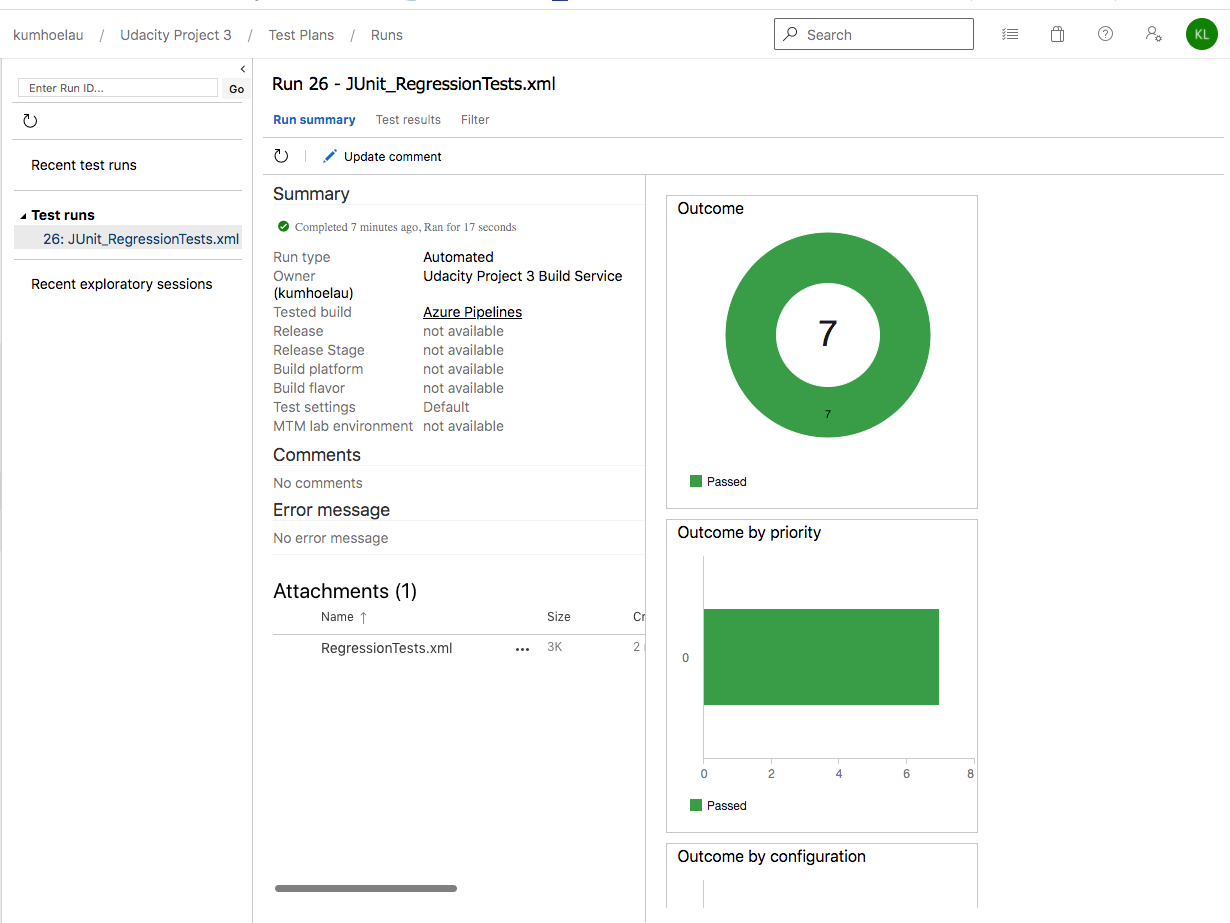 kumhoelau / Udacity Project 3 / Test Plans / Runs
Search
KL
Enter Run ID...
Go
Recent test runs
Test runs
26: JUnit_RegressionTests.xml
Recent exploratory sessions
Run 26 - JUnit_RegressionTests.xml
Run summary Test results Filter
Update comment
Summary
Completed 7 minutes ago, Ran for 17 seconds
Run type Automated
Owner Udacity Project 3 Build Service
(kumhoelau)
Tested build Azure Pipelines
Release not available
Release Stage not available
Build platform not available
Build flavor not available
Test settings Default
MTM lab environment not available
Comments
No comments
Error message
No error message
Attachments (1)
Name ↑ Size Cr
RegressionTests.xml ... 3K 2
Outcome
7
7
Passed
Outcome by priority
0
0 2 4 6 8
Passed
Outcome by configuration